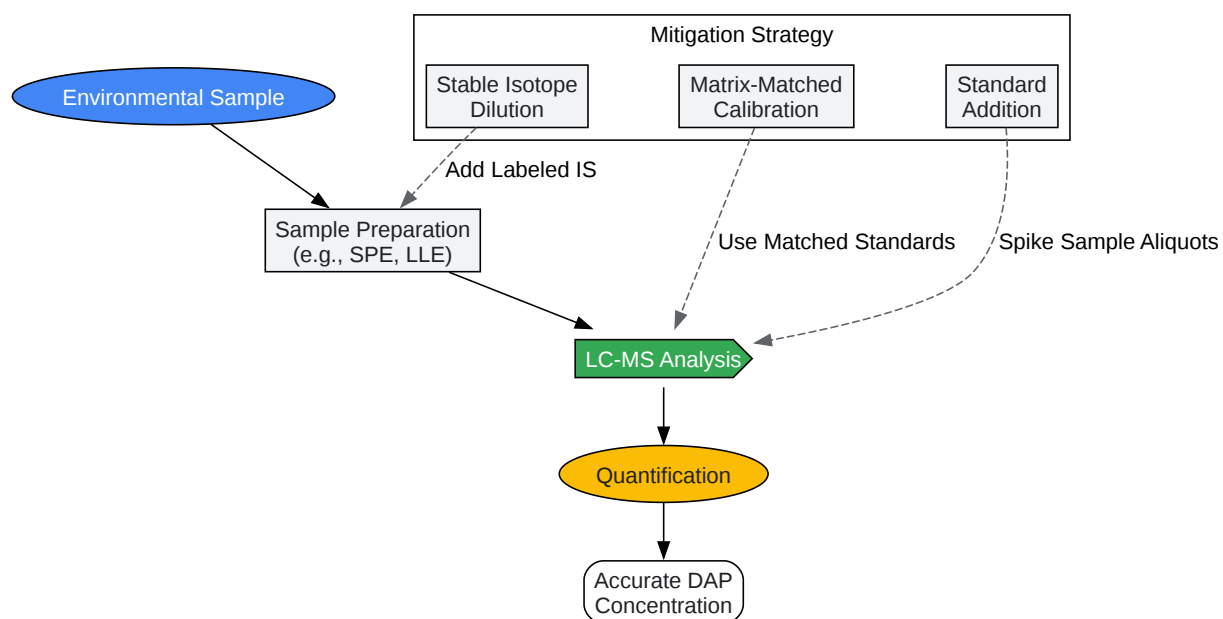 Mitigation Strategy
Environmental Sample
Stable Isotope
Dilution
Matrix-Matched
Calibration
Standard
Addition
Add Labeled IS
Sample Preparation
(e.g., SPE, LLE)
Use Matched Standards
Spike Sample Aliquots
LC-MS Analysis
Quantification
Accurate DAP
Concentration